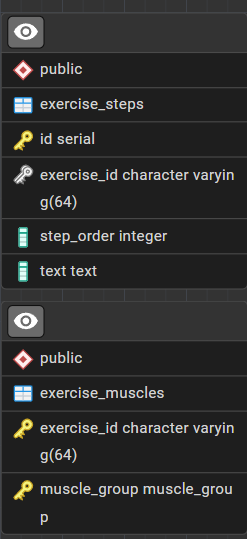 public
exercise_steps
id serial
exercise_id character varyin
g(64)
step_order integer
text text
public
exercise_muscles
exercise_id character varyin
g(64)
muscle_group muscle_grou
p